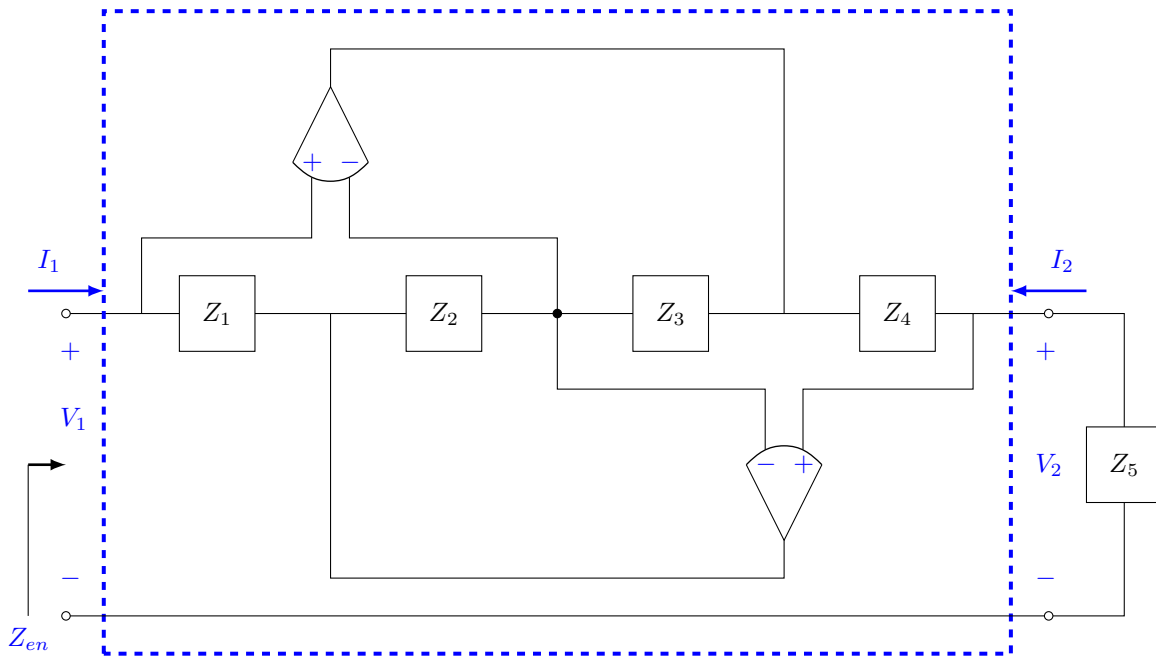 + −
I₁
I₂
Z₁
Z₂
Z₃
Z₄
+
+
V₁
− +
V₂
Z₅
−
−
Zₑₙ